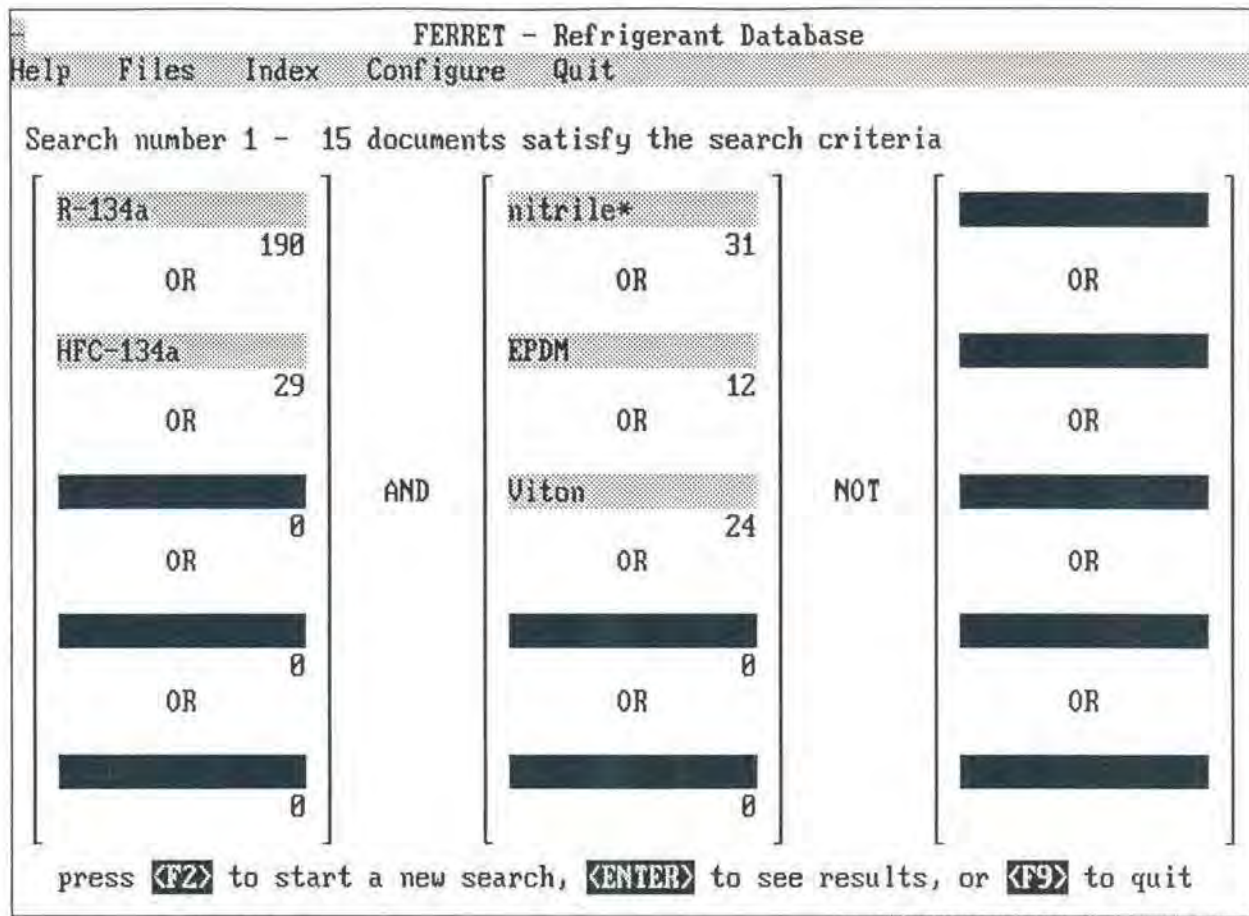 FERRET - Refrigerant Database
Help Files Index Configure Quit
Search number 1 - 15 documents satisfy the search criteria
R-134a nitrile*
190 31
OR OR OR
HFC-134a EPDM
29 12
OR OR OR
AND Viton NOT
0 24
OR OR OR
0 0
OR OR OR
0 0
press <F2> to start a new search, <ENTER> to see results, or <F9> to quit